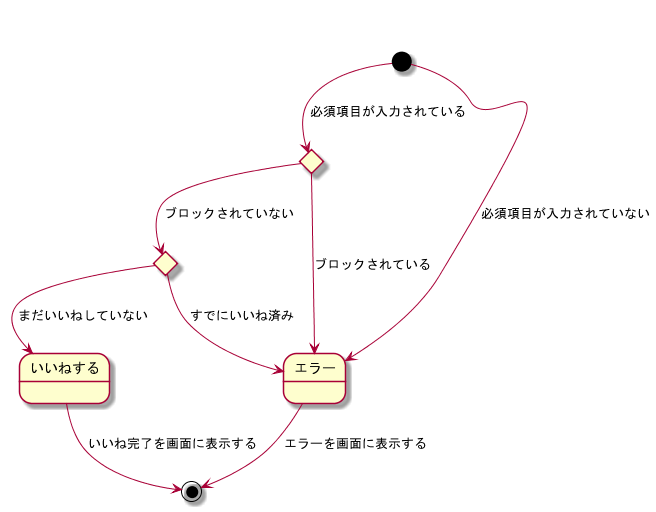 必須項目が入力されている
ブロックされていない
必須項目が入力されていない
ブロックされている
まだいいねしていない
すでにいいね済み
いいねする
エラー
いいね完了を画面に表示する
エラーを画面に表示する